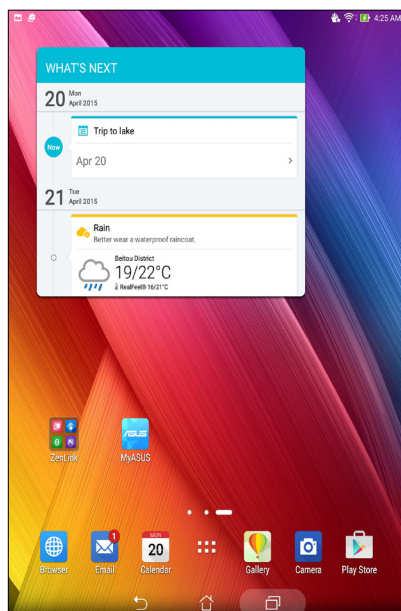 4:25 AM
WHAT'S NEXT
20 Mon
April 2015
Trip to lake
Now
Apr 20
21 Tue
April 2015
Rain
Better wear a waterproof raincoat.
Beitou District
19/22°C
RealFeel® 16/21°C
ZenLink
/SUS
MyASUS
1
MON
20
Browser
Email
Calendar
Gallery
Camera
Play Store